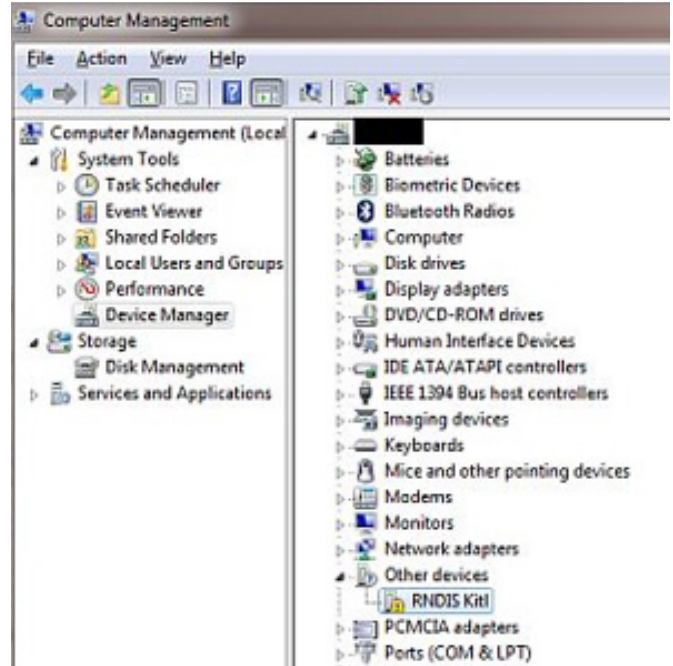 Computer Management
File Action View Help
Computer Management (Local
System Tools
Task Scheduler
Event Viewer
Shared Folders
Local Users and Groups
Performance
Device Manager
Storage
Disk Management
Services and Applications
Batteries
Biometric Devices
Bluetooth Radios
Computer
Disk drives
Display adapters
DVD/CD-ROM drives
Human Interface Devices
IDE ATA/ATAPI controllers
IEEE 1394 Bus host controllers
Imaging devices
Keyboards
Mice and other pointing devices
Modems
Monitors
Network adapters
Other devices
RNDIS Kitl
PCMCIA adapters
Ports (COM & LPT)